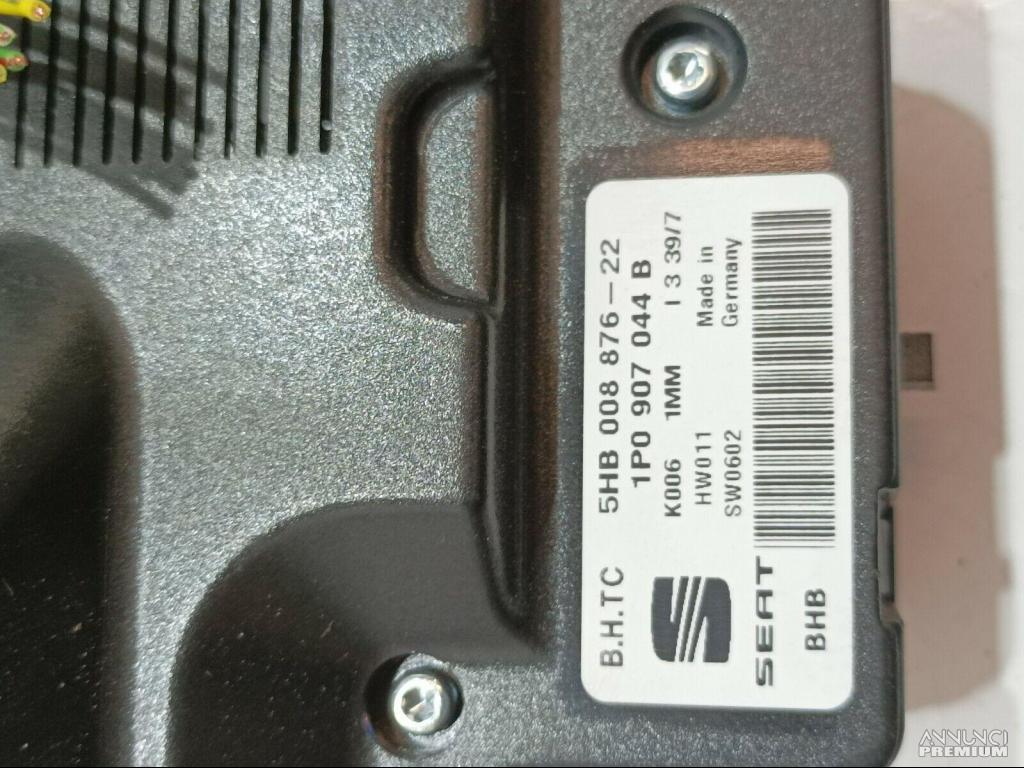 B.H.TC 5HB 008 876-22
1P0 907 044 B
K006 1MM I 3 39/7
HW011 Made in
SW0602 Germany
SEAT
BHB
ANNUNCI
PREMIUM